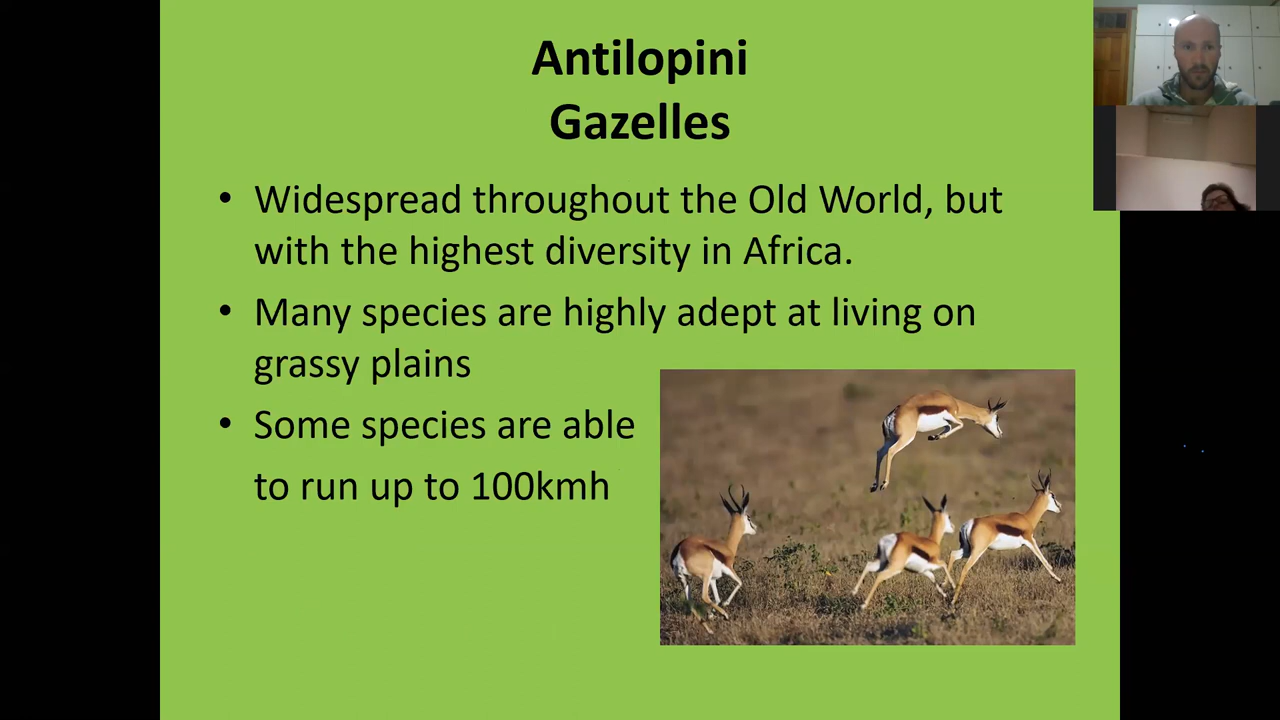 Antilopini
Gazelles
• Widespread throughout the Old World, but
with the highest diversity in Africa.
• Many species are highly adept at living on
grassy plains
• Some species are able
to run up to 100kmh